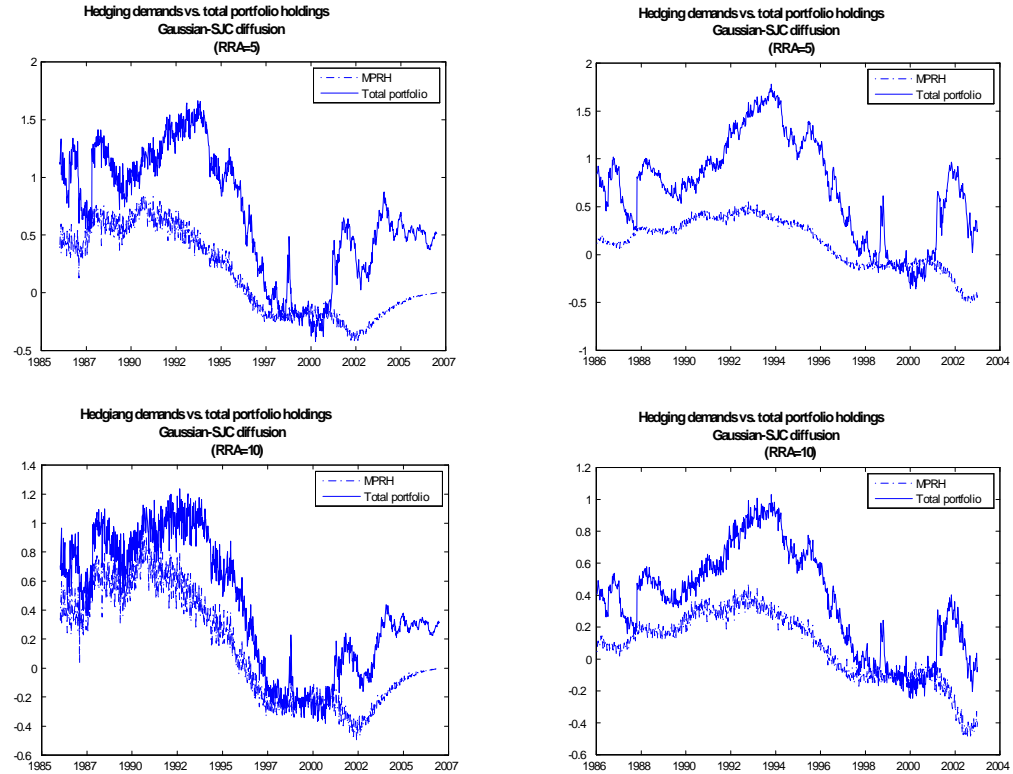 Hedging demands vs. total portfolio holdings
Gaussian-SJC diffusion
(RRA=5)
MPRH
Total portfolio
2
1.5
1
0.5
0
-0.5
1985 1987 1990 1992 1995 1997 2000 2002 2005 2007
Hedging demands vs. total portfolio holdings
Gaussian-SJC diffusion
(RRA=5)
MPRH
Total portfolio
2
1.5
1
0.5
0
-0.5
-1
1986 1988 1990 1992 1994 1996 1998 2000 2002 2004
Hedgiang demands vs. total portfolio holdings
Gaussian-SJC diffusion
(RRA=10)
MPRH
Total portfolio
1.4
1.2
1
0.8
0.6
0.4
0.2
0
-0.2
-0.4
-0.6
1985 1987 1990 1992 1995 1997 2000 2002 2005 2007
Hedging demands vs. total portfolio holdings
Gaussian-SJC diffusion
(RRA=10)
MPRH
Total portfolio
1.2
1
0.8
0.6
0.4
0.2
0
-0.2
-0.4
-0.6
1986 1988 1990 1992 1994 1996 1998 2000 2002 2004